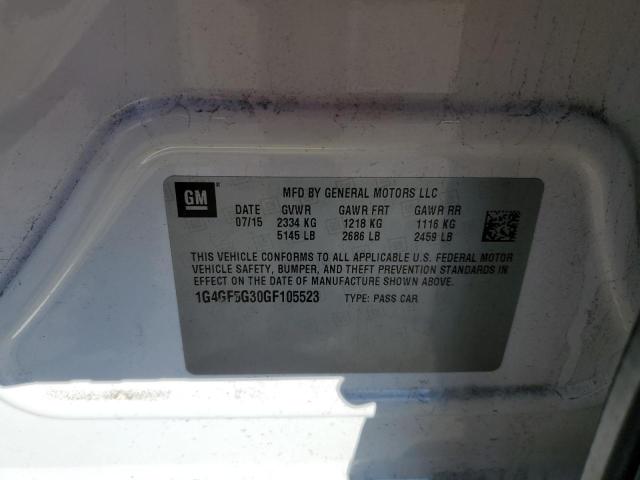 GM
MFD BY GENERAL MOTORS LLC
DATE GVWR GAWR FRT GAWR RR
07/15 2334 KG 1218 KG 1116 KG
5145 LB 2686 LB 2459 LB
THIS VEHICLE CONFORMS TO ALL APPLICABLE U.S. FEDERAL MOTOR
VEHICLE SAFETY, BUMPER, AND THEFT PREVENTION STANDARDS IN
EFFECT ON THE DATE OF MANUFACTURE SHOWN ABOVE.
1G4GF5G30GF105523 TYPE: PASS CAR